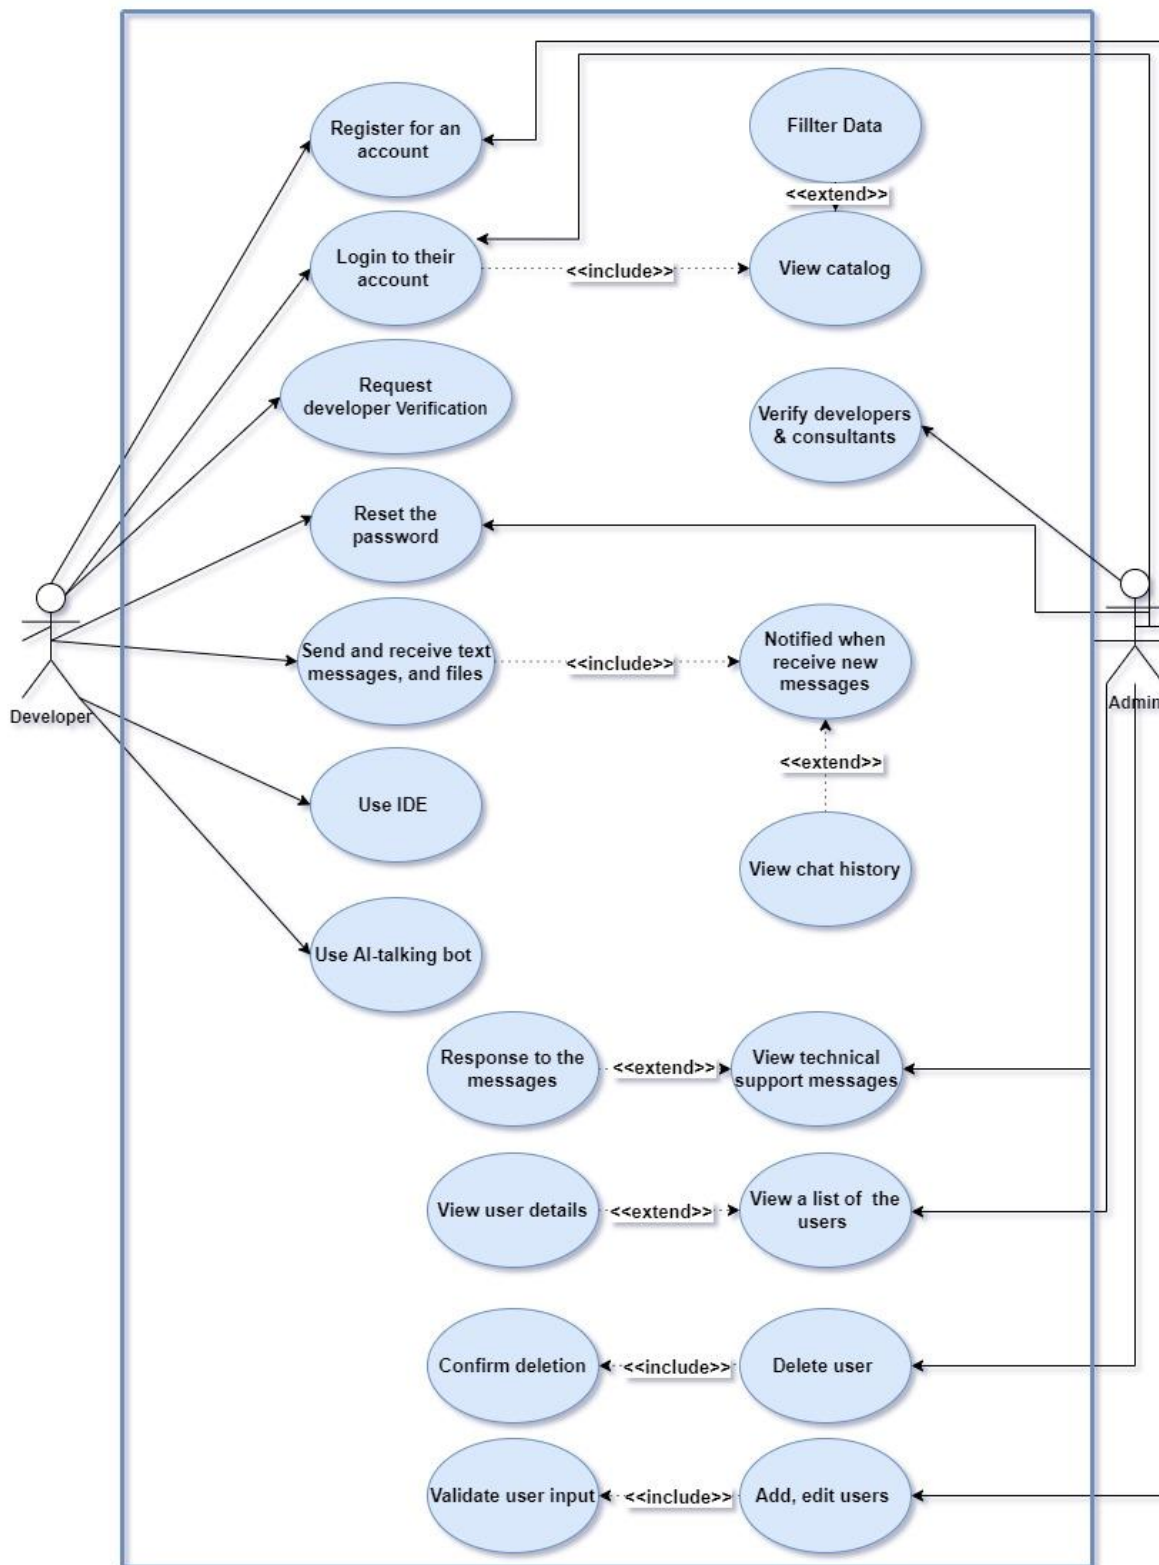 Register for an
account
Fillter Data
<<extend>>
Login to their
account
<<include>>
View catalog
Request
developer Verification
Verify developers
& consultants
Reset the
password
Send and receive text
messages, and files
<<include>>
Notified when
receive new
messages
Developer
Admin
<<extend>>
Use IDE
View chat history
Use AI-talking bot
Response to the
messages
<<extend>>
View technical
support messages
View user details
<<extend>>
View a list of the
users
Confirm deletion
<<include>>
Delete user
Validate user input
<<include>>
Add, edit users